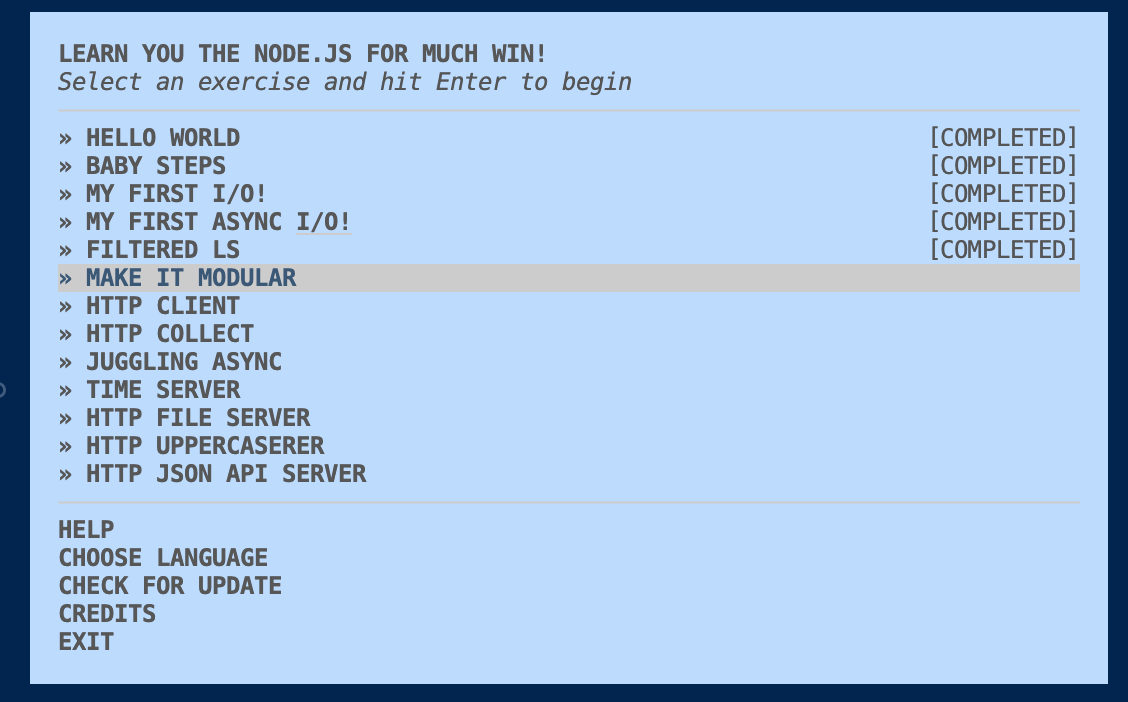 LEARN YOU THE NODE.JS FOR MUCH WIN!
Select an exercise and hit Enter to begin
» HELLO WORLD [COMPLETED]
» BABY STEPS [COMPLETED]
» MY FIRST I/O! [COMPLETED]
» MY FIRST ASYNC I/O! [COMPLETED]
» FILTERED LS [COMPLETED]
» MAKE IT MODULAR
» HTTP CLIENT
» HTTP COLLECT
» JUGGLING ASYNC
» TIME SERVER
» HTTP FILE SERVER
» HTTP UPPERCASERER
» HTTP JSON API SERVER
HELP
CHOOSE LANGUAGE
CHECK FOR UPDATE
CREDITS
EXIT